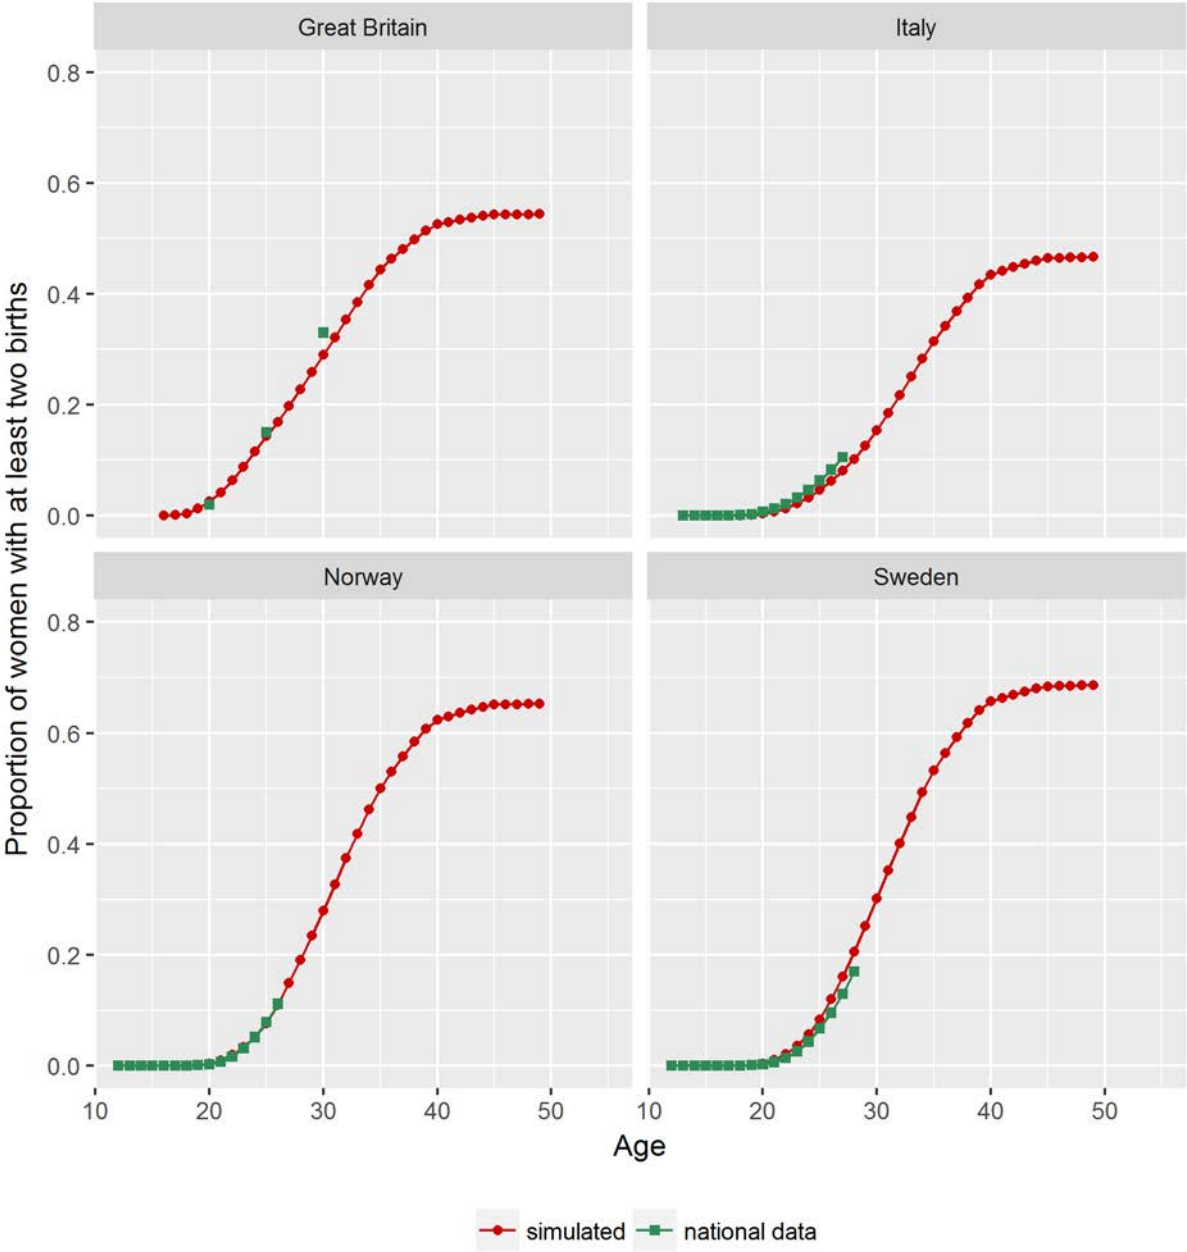 Great Britain
Italy
0.8
0.6
0.4
0.2
0.0
Norway
Sweden
0.8
0.6
0.4
0.2
0.0
10 20 30 40 50 10 20 30 40 50
Age
Proportion of women with at least two births
simulated national data